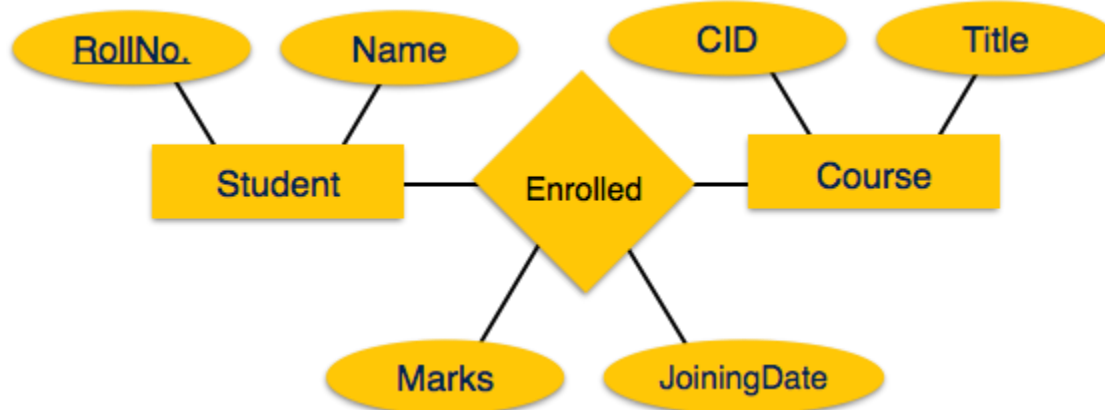 RollNo.
Name
CID
Title
Student
Enrolled
Course
Marks
JoiningDate